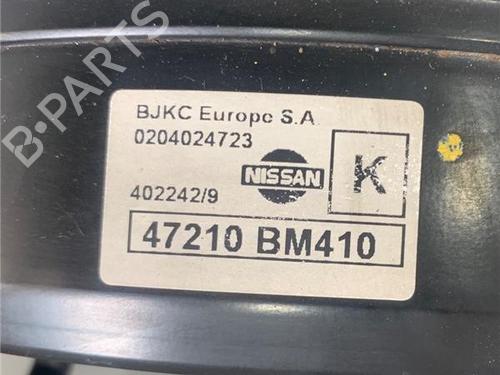 B-PARTS
BJKC Europe S.A
0204024723
NISSAN
K
402242/9
47210 BM410